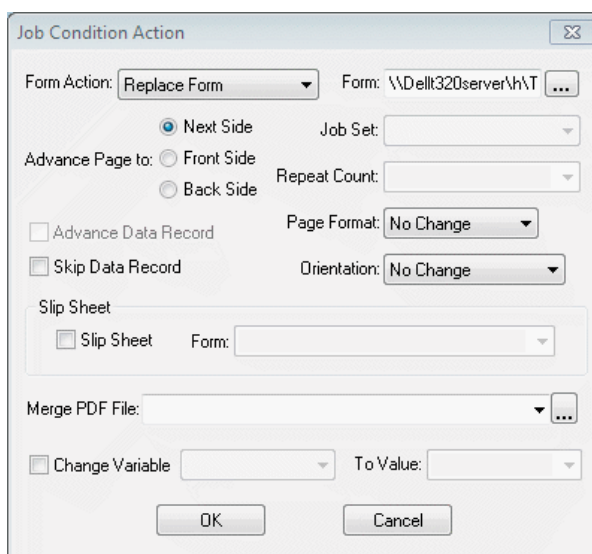 Job Condition Action
Form Action: Replace Form Form: \\Dellt320server\h\T ...
Next Side Job Set:
Advance Page to: Front Side
Repeat Count:
Back Side
Page Format: No Change
Advance Data Record
Skip Data Record Orientation: No Change
Slip Sheet
Slip Sheet Form:
Merge PDF File: ...
Change Variable To Value:
OK Cancel